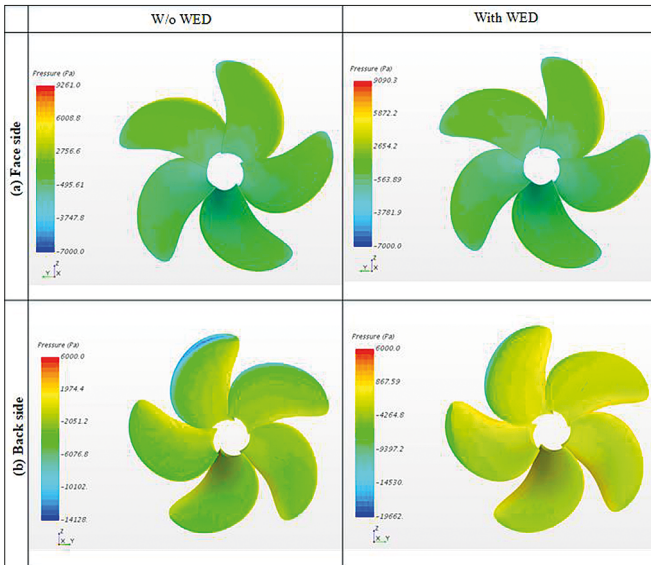 W/o WED
With WED
(a) Face side
Pressure (Pa)
9261.0
6008.8
2756.6
-495.61
-3747.8
-7000.0
Z
Y X
Pressure (Pa)
9090.3
5872.2
2654.2
-563.89
-3781.9
-7000.0
Z
Y X
(b) Back side
Pressure (Pa)
6000.0
1974.4
-2051.2
-6076.8
-10102.
-14128.
Z
X Y
Pressure (Pa)
6000.0
867.59
-4264.8
-9397.2
-14530.
-19662.
Z
X Y